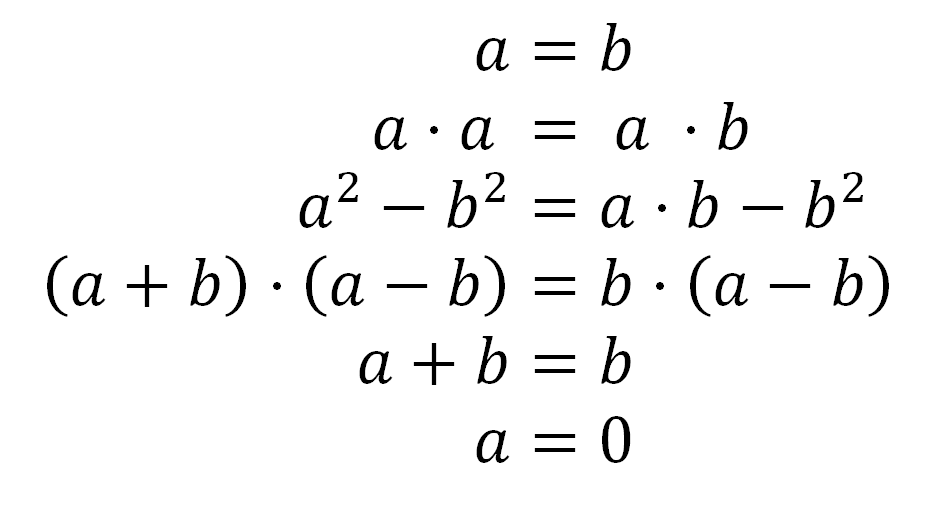 a = b
a · a = a · b
a² − b² = a · b − b²
(a + b) · (a − b) = b · (a − b)
a + b = b
a = 0